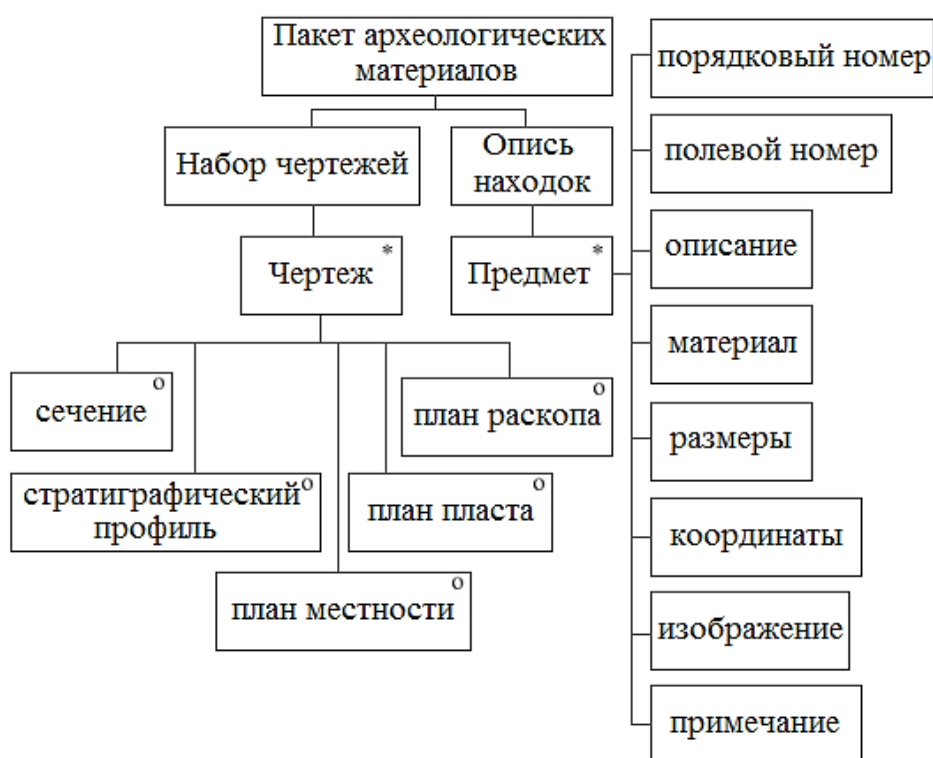 Пакет археологических
материалов
Набор чертежей
Опись
находок
Чертеж *
Предмет *
сечение o
стратиграфический o
профиль
план местности o
план пласта o
план раскопа o
порядковый номер
полевой номер
описание
материал
размеры
координаты
изображение
примечание